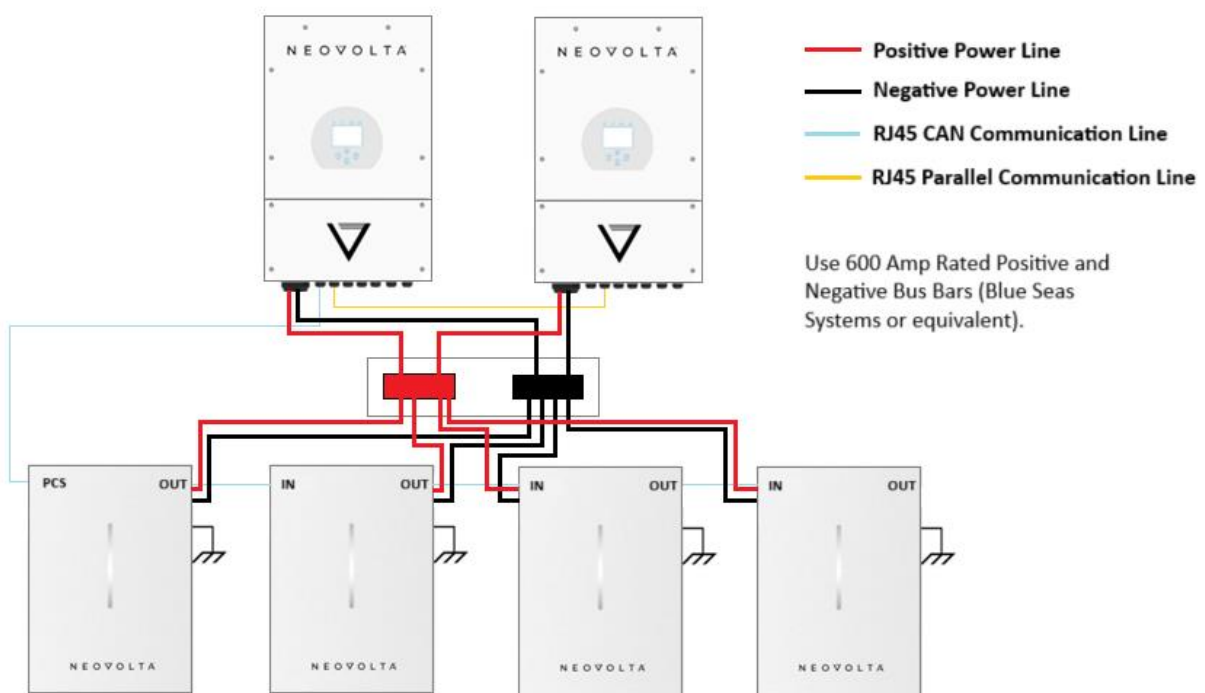 NEOVOLTA
NEOVOLTA
Positive Power Line
Negative Power Line
RJ45 CAN Communication Line
RJ45 Parallel Communication Line
Use 600 Amp Rated Positive and
Negative Bus Bars (Blue Seas
Systems or equivalent).
PCS OUT
IN OUT
IN OUT
IN OUT
NEOVOLTA
NEOVOLTA
NEOVOLTA
NEOVOLTA